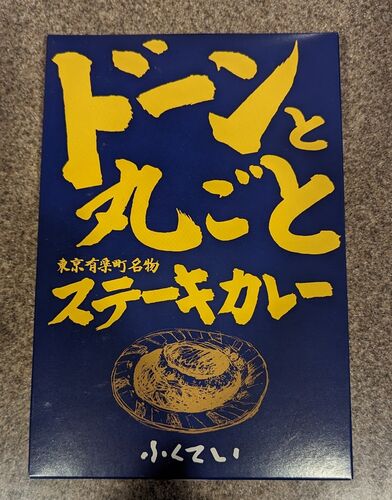 ドーンと
丸ごと
東京有楽町名物
ステーキカレー
ふくてい